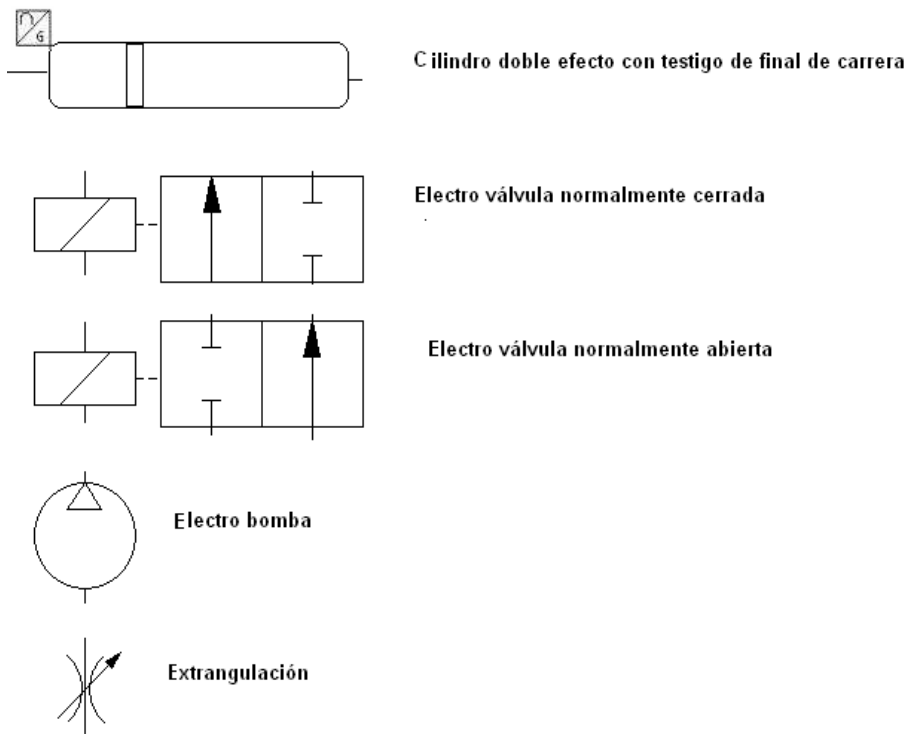 G
Cilindro doble efecto con testigo de final de carrera
Electro válvula normalmente cerrada
Electro válvula normalmente abierta
Electro bomba
Extrangulación